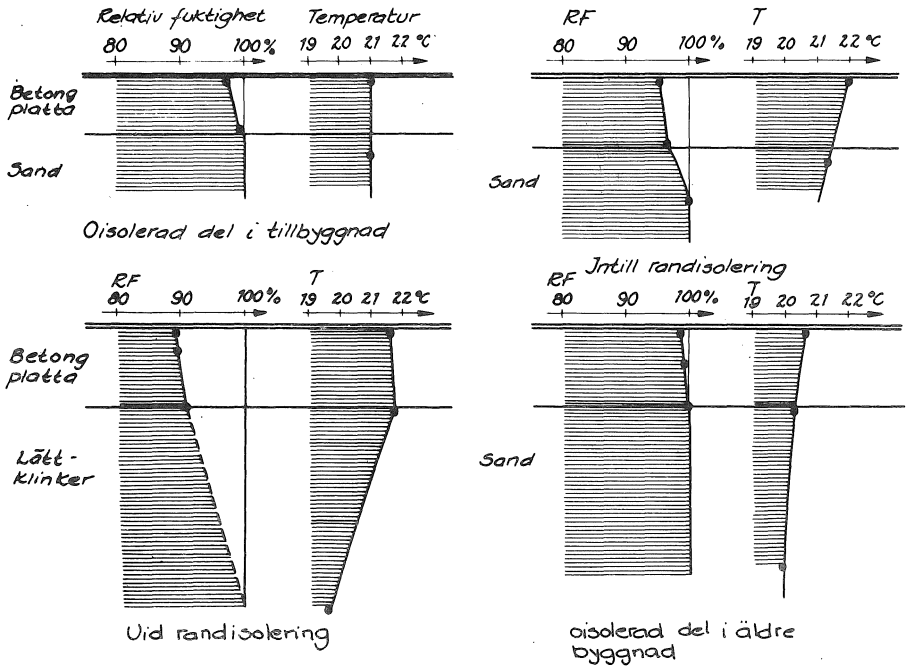 Relativ fuktighet Temperatur
80 90 100% 19 20 21 22 °C
Betong
platta
Sand
Oisolerad del i tillbyggnad
RF T
80 90 100% 19 20 21 22 °C
Sand
Intill randisolering
RF T
80 90 100% 19 20 21 22 °C
Betong
platta
Lätt-
klinker
Vid randisolering
RF T
80 90 100% 19 20 21 22 °C
Sand
oisolerad del i äldre
byggnad